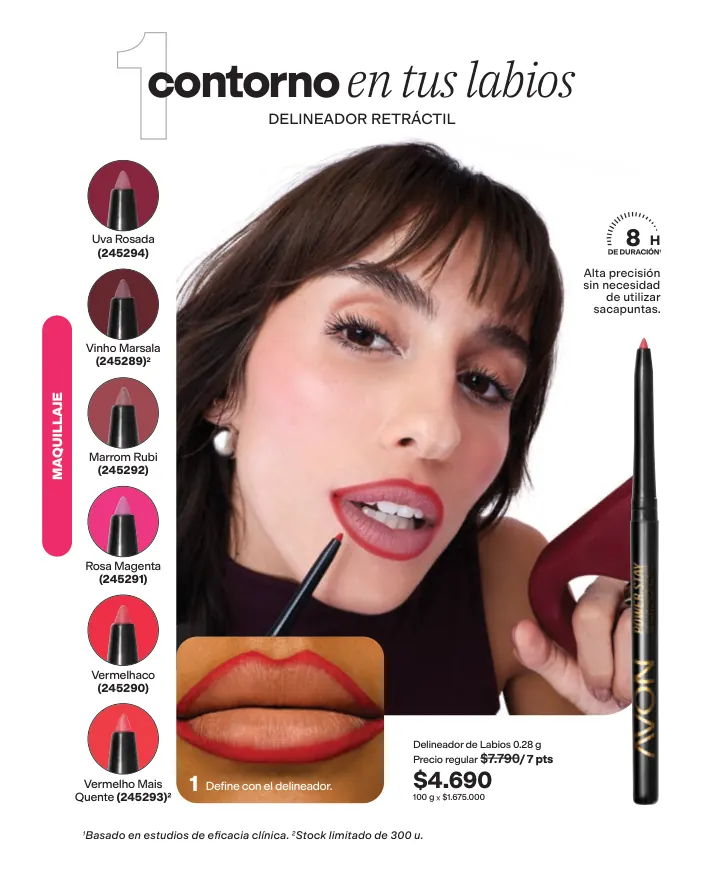 1
contorno en tus labios
DELINEADOR RETRÁCTIL
Uva Rosada
(245294)
Vinho Marsala
(245289)²
Marrom Rubi
(245292)
Rosa Magenta
(245291)
Vermelhaco
(245290)
Vermelho Mais
Quente (245293)²
MAQUILLAJE
8 H
DE DURACIÓN¹
Alta precisión
sin necesidad
de utilizar
sacapuntas.
POWER STAY
AVON
1 Define con el delineador.
Delineador de Labios 0.28 g
Precio regular $7.790/ 7 pts
$4.690
100 g x $1.675.000
¹Basado en estudios de eficacia clínica. ²Stock limitado de 300 u.